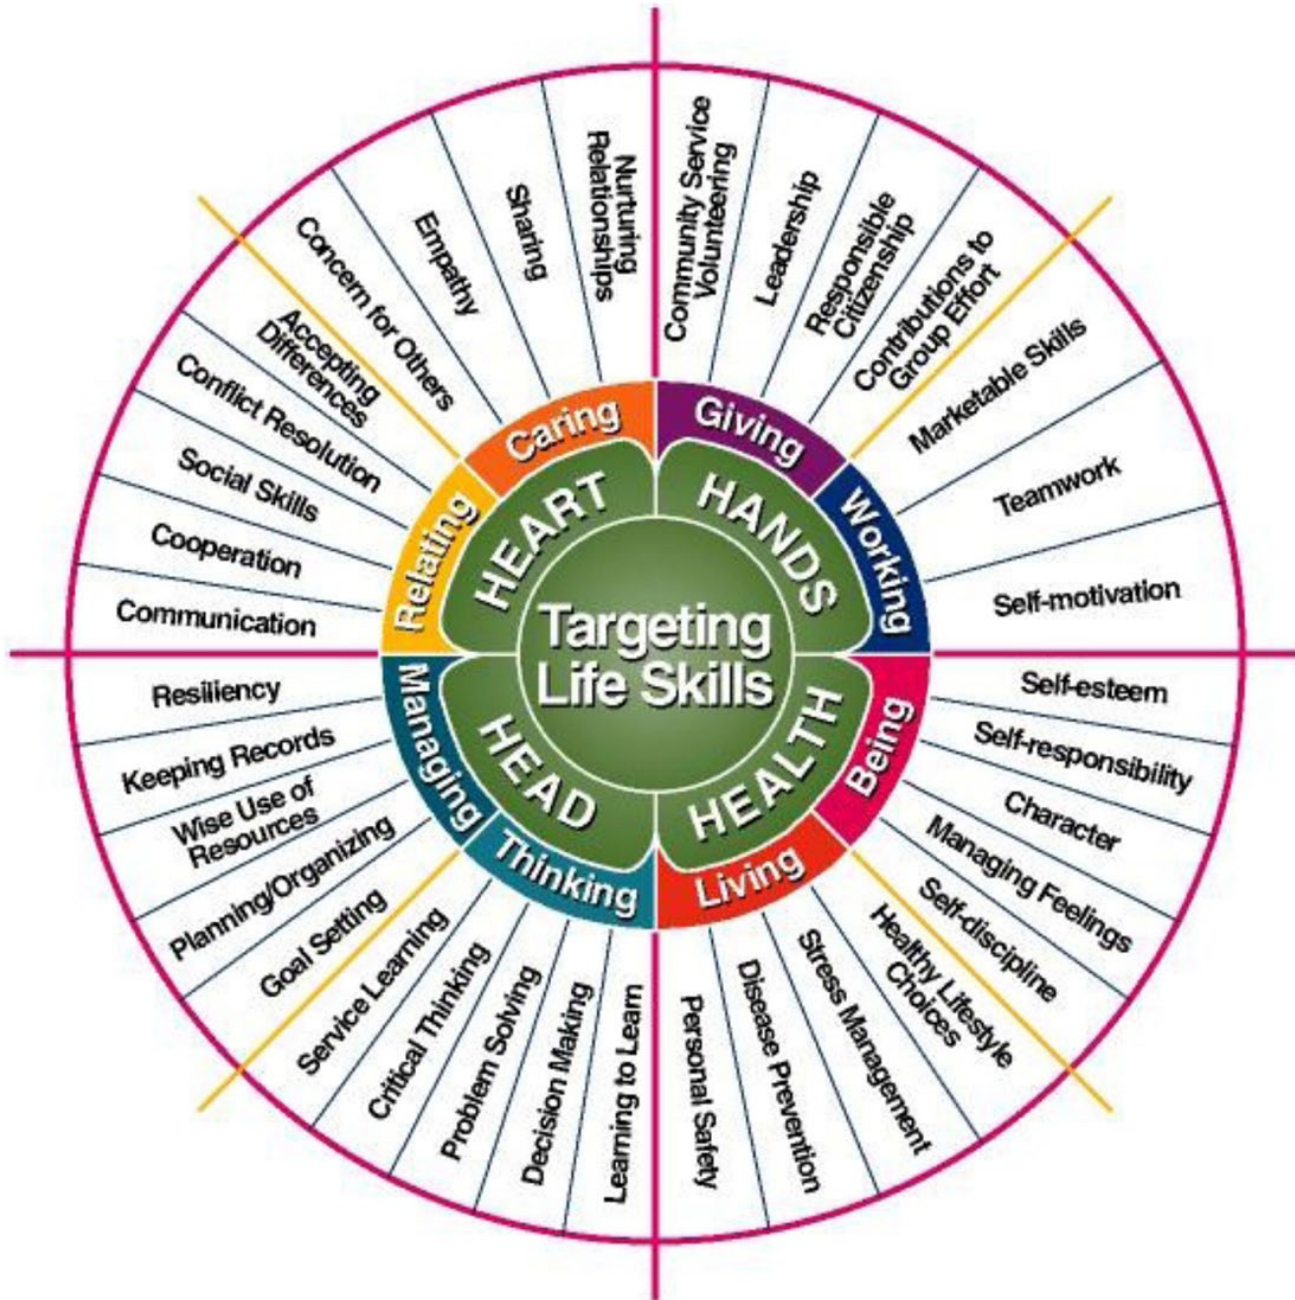 Targeting
Life Skills
HEART
HANDS
HEALTH
HEAD
Caring
Giving
Working
Being
Living
Thinking
Managing
Relating
Community Service
Volunteering
Leadership
Responsible
Citizenship
Contributions to
Group Effort
Marketable Skills
Teamwork
Self-motivation
Self-esteem
Self-responsibility
Character
Managing Feelings
Self-discipline
Healthy Lifestyle
Choices
Stress Management
Disease Prevention
Personal Safety
Learning to Learn
Decision Making
Problem Solving
Critical Thinking
Service Learning
Goal Setting
Planning/Organizing
Wise Use of
Resources
Keeping Records
Resiliency
Communication
Cooperation
Social Skills
Conflict Resolution
Accepting
Differences
Concern for Others
Empathy
Sharing
Nurturing
Relationships